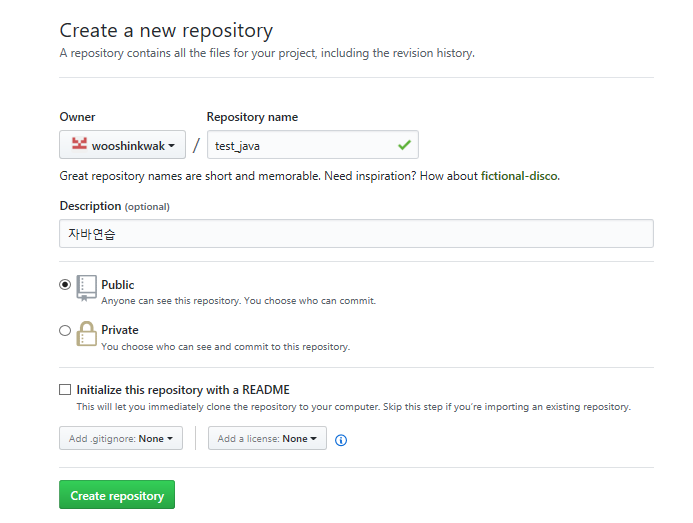 Create a new repository
A repository contains all the files for your project, including the revision history.
Owner
Repository name
wooshinkwak
/
test_java
Great repository names are short and memorable. Need inspiration? How about fictional-disco.
Description (optional)
자바연습
Public
Anyone can see this repository. You choose who can commit.
Private
You choose who can see and commit to this repository.
Initialize this repository with a README
This will let you immediately clone the repository to your computer. Skip this step if you're importing an existing repository.
Add .gitignore: None
Add a license: None
Create repository